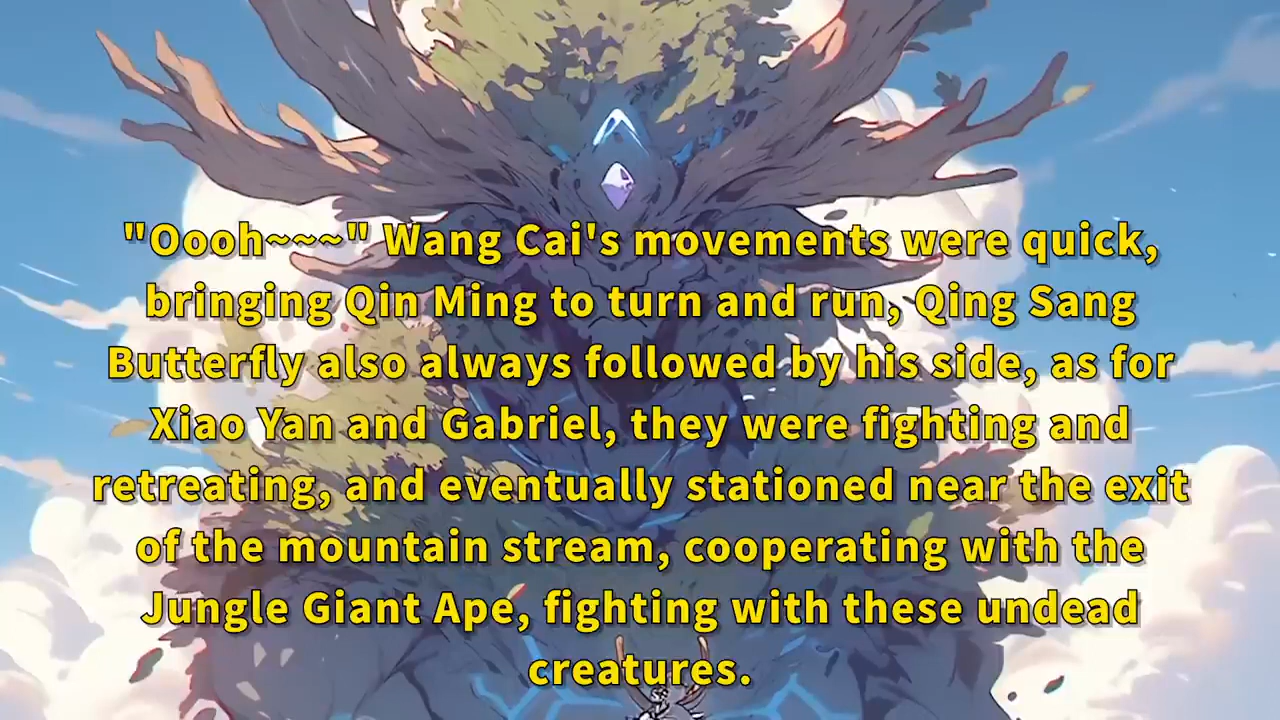 "Oooh~~~" Wang Cai's movements were quick,
bringing Qin Ming to turn and run, Qing Sang
Butterfly also always followed by his side, as for
Xiao Yan and Gabriel, they were fighting and
retreating, and eventually stationed near the exit
of the mountain stream, cooperating with the
Jungle Giant Ape, fighting with these undead
creatures.